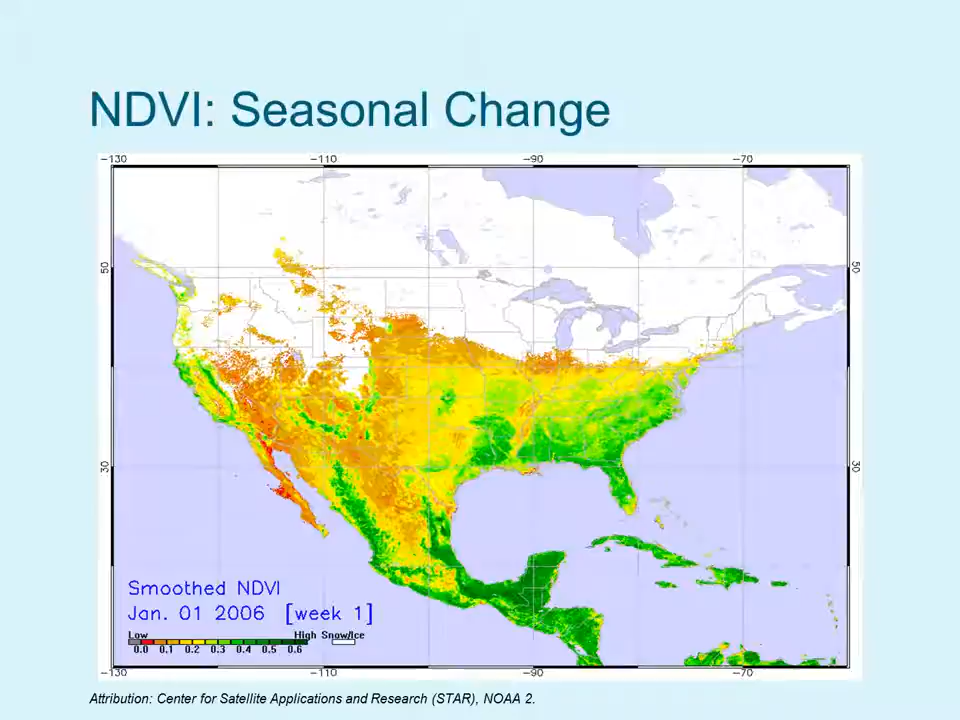 NDVI: Seasonal Change
−130 −110 −90 −70
50 50
30 30
Smoothed NDVI
Jan. 01 2006 [week 1]
Low High Snow/Ice
0.0 0.1 0.2 0.3 0.4 0.5 0.6
−130 −110 −90 −70
Attribution: Center for Satellite Applications and Research (STAR), NOAA 2.